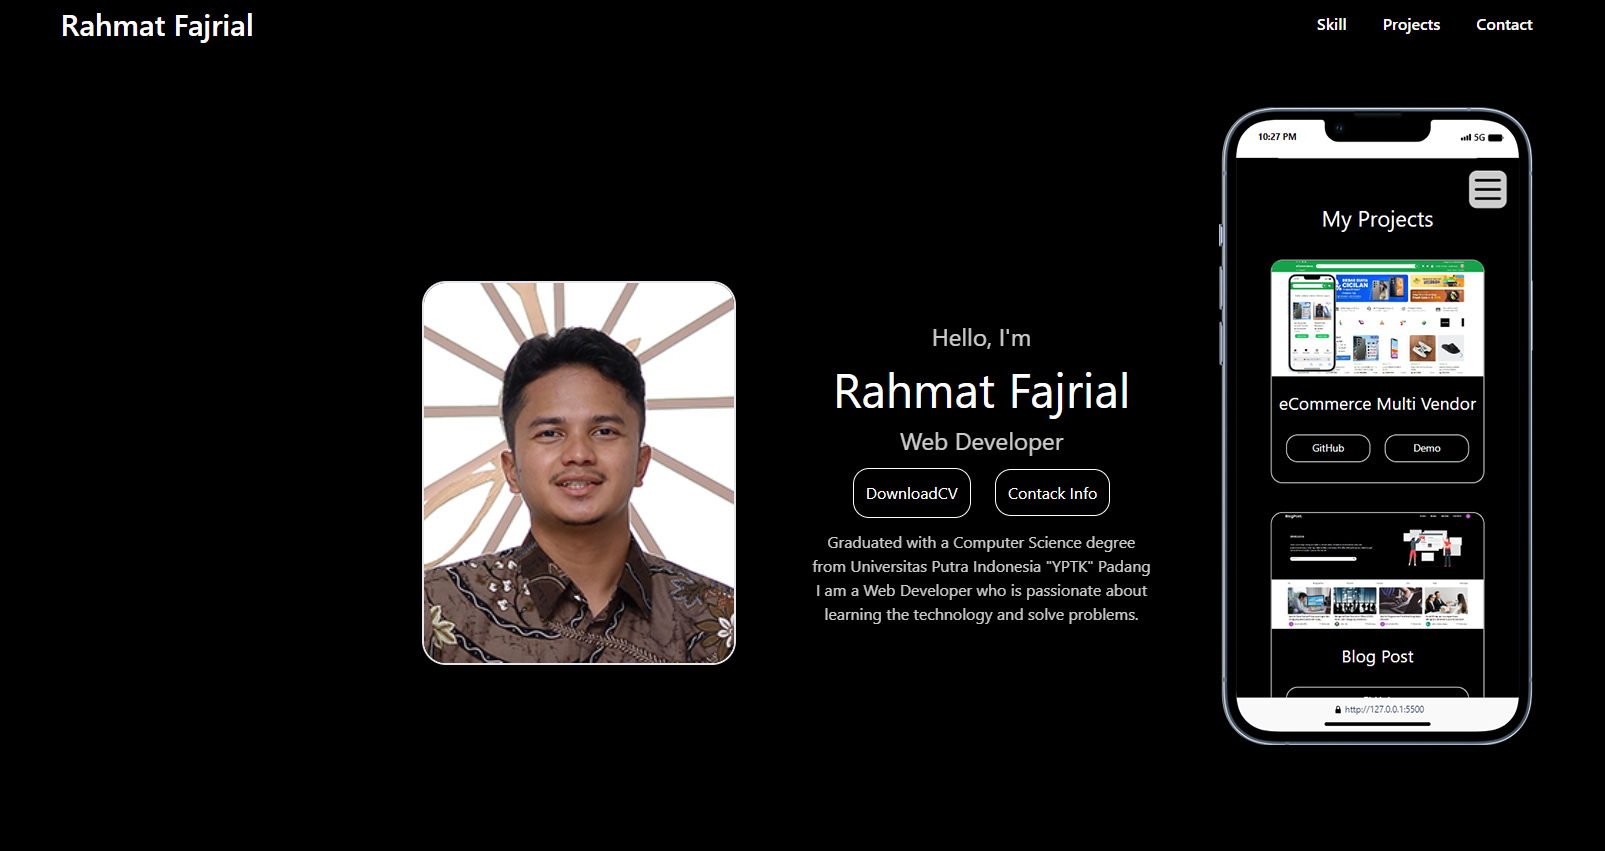 Rahmat Fajrial
Skill
Projects
Contact
Hello, I'm
Rahmat Fajrial
Web Developer
DownloadCV
Contack Info
Graduated with a Computer Science degree
from Universitas Putra Indonesia "YPTK" Padang
I am a Web Developer who is passionate about
learning the technology and solve problems.
10:27 PM
5G
My Projects
CICILAN
eCommerce Multi Vendor
GitHub
Demo
BlogPost
Blog Post
http://127.0.0.1:5500